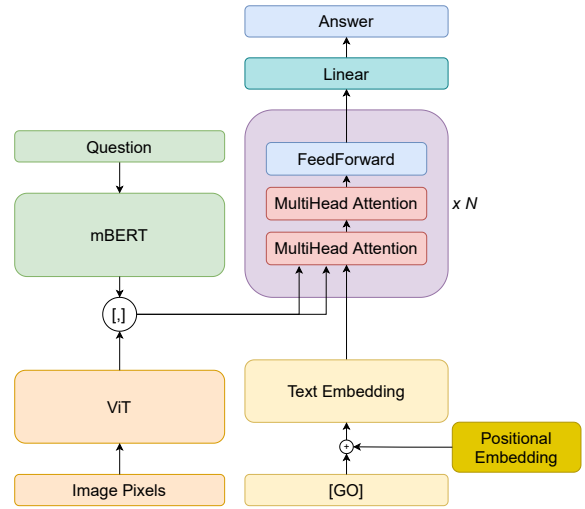 Answer
Linear
FeedForward
MultiHead Attention
MultiHead Attention
x N
Question
mBERT
[,]
ViT
Image Pixels
Text Embedding
+
Positional
Embedding
[GO]